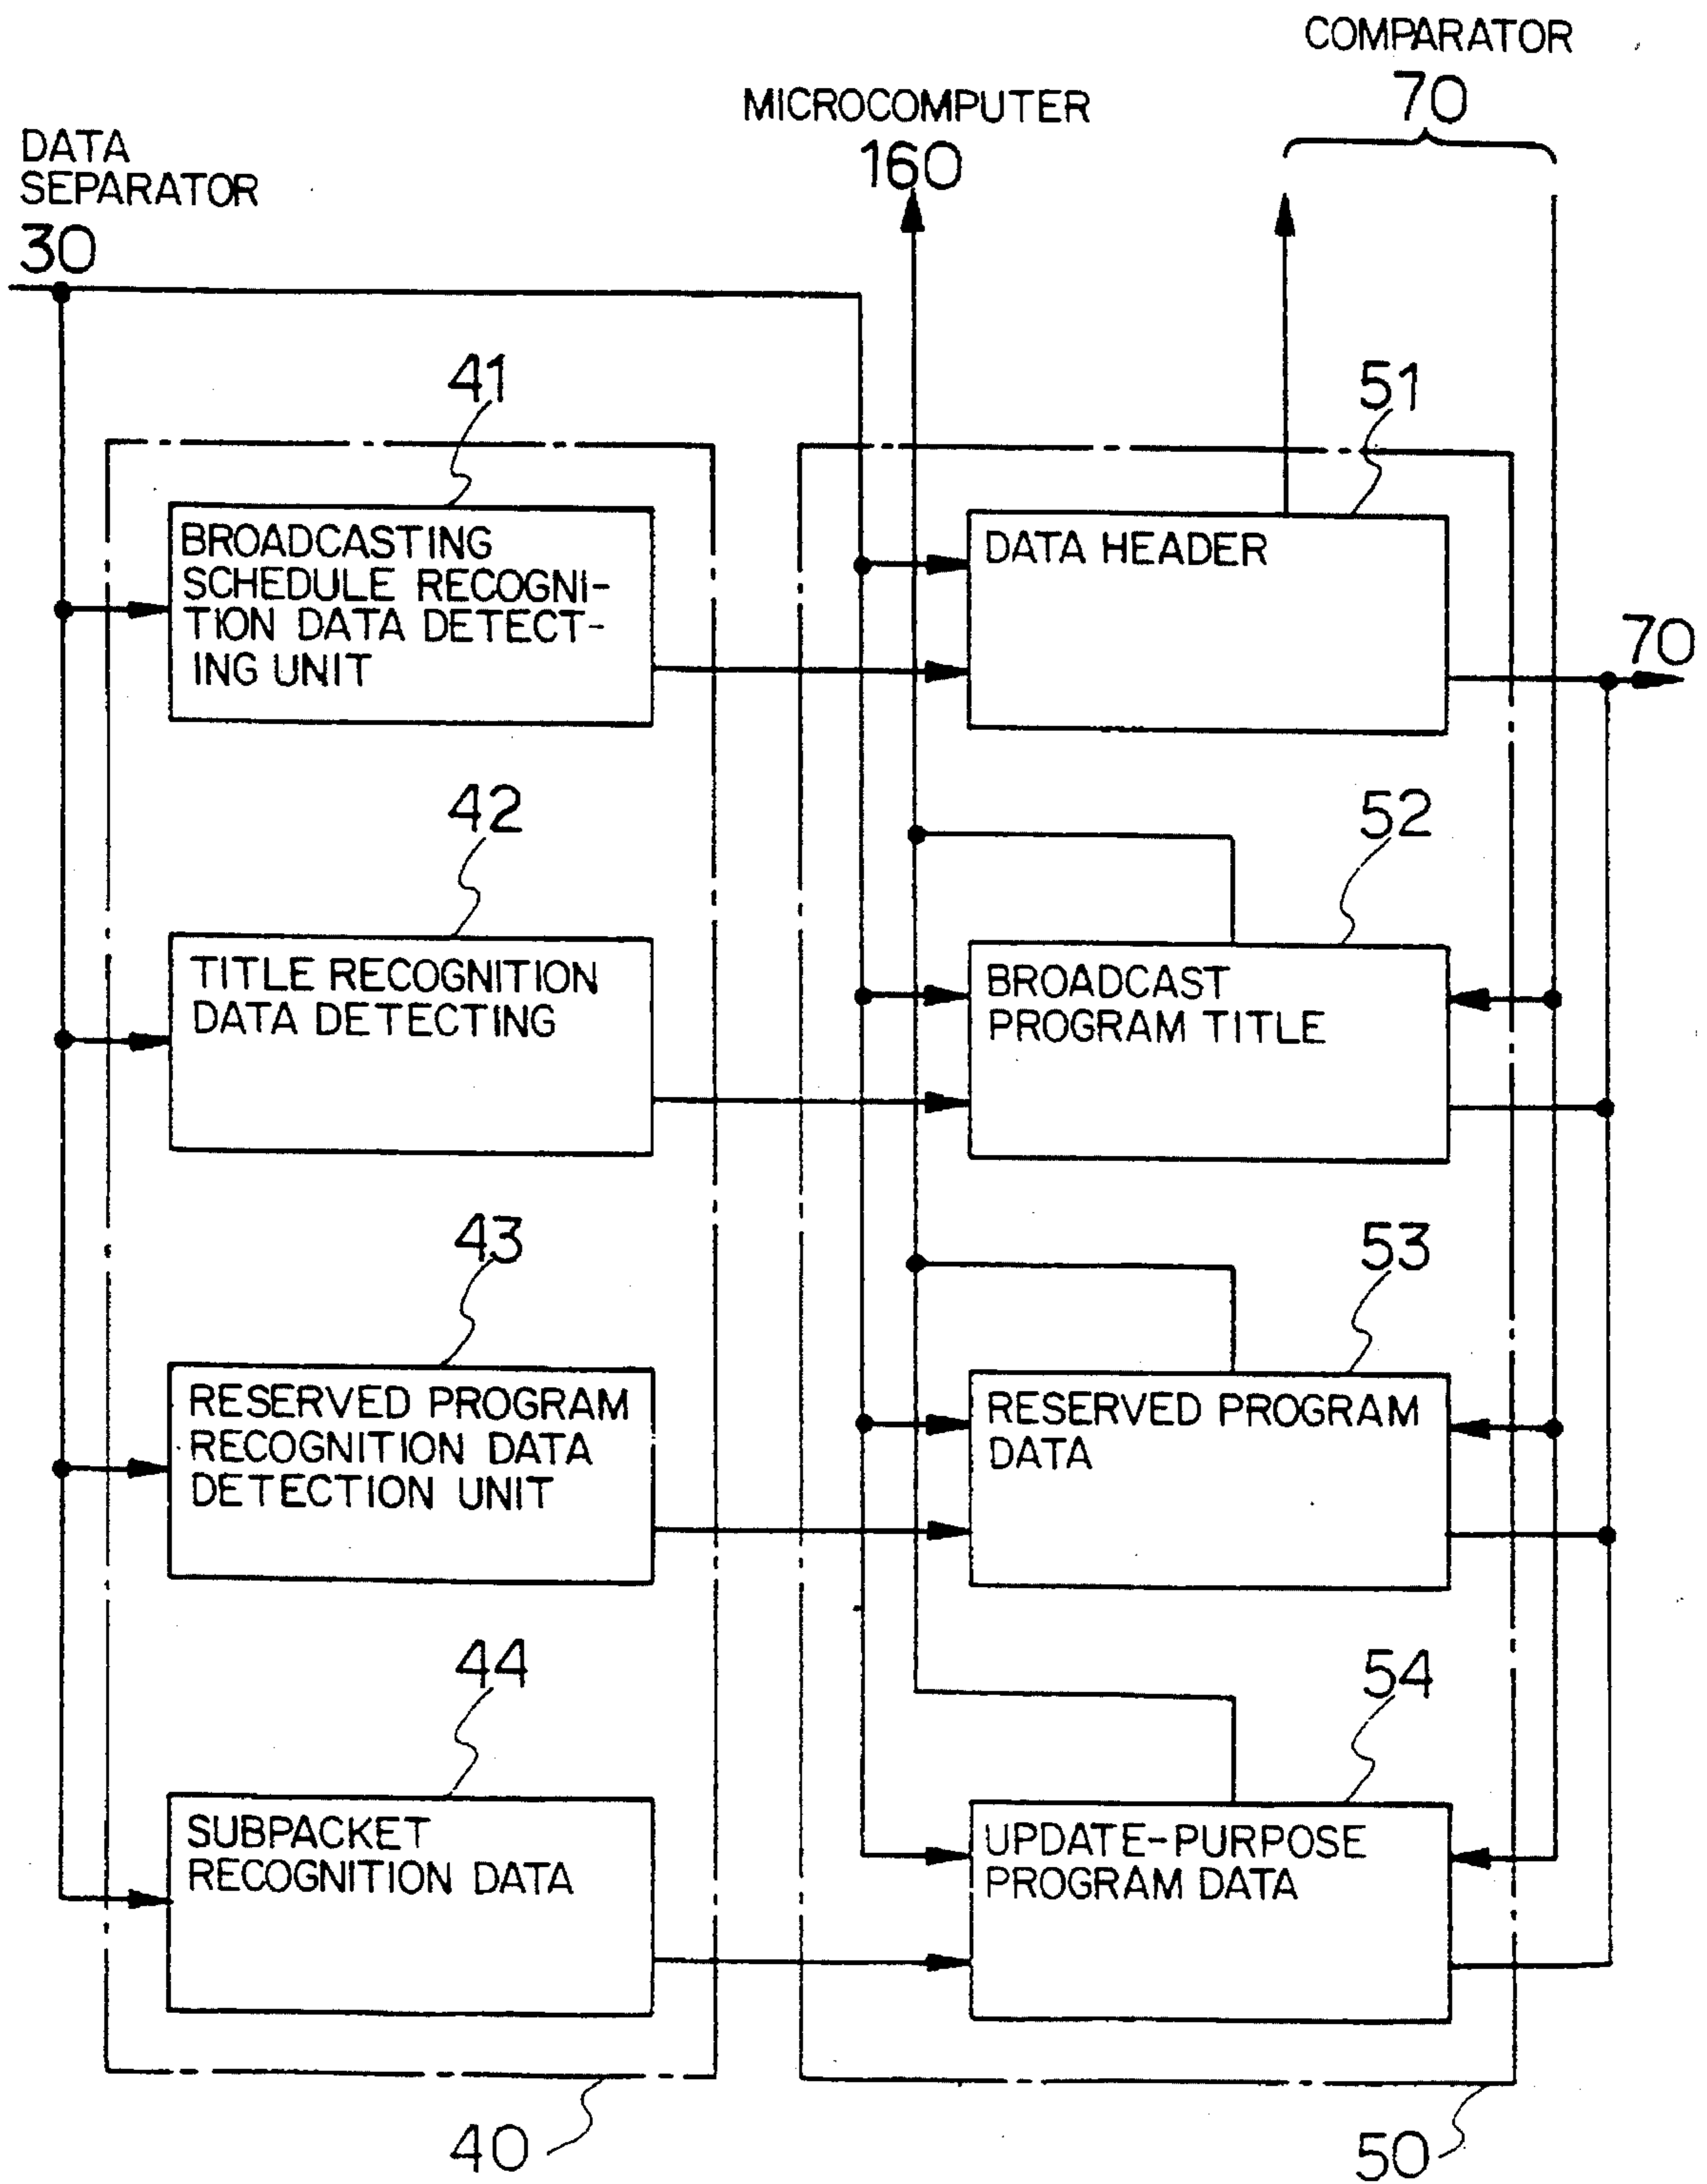 COMPARATOR
70
MICROCOMPUTER
160
DATA
SEPARATOR
30
41
51
BROADCASTING
SCHEDULE RECOGNI-
TION DATA DETECT-
ING UNIT
DATA HEADER
70
42
52
TITLE RECOGNITION
DATA DETECTING
BROADCAST
PROGRAM TITLE
43
53
RESERVED PROGRAM
RECOGNITION DATA
DETECTION UNIT
RESERVED PROGRAM
DATA
44
54
SUBPACKET
RECOGNITION DATA
UPDATE-PURPOSE
PROGRAM DATA
40
50